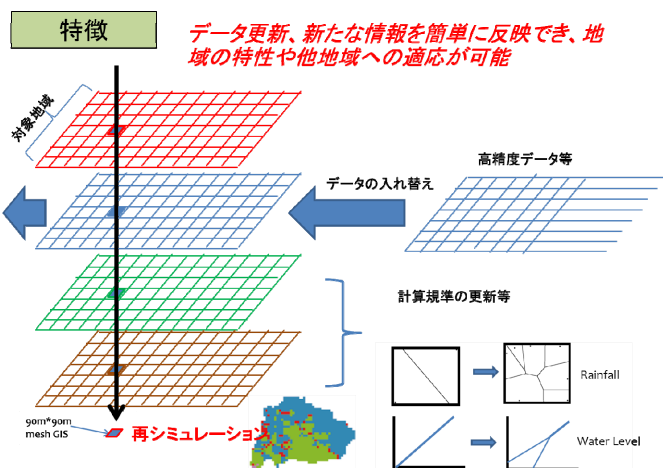 特徴
データ更新、新たな情報を簡単に反映でき、地
域の特性や他地域への適応が可能
対象地域
高精度データ等
データの入れ替え
計算規準の更新等
Rainfall
90m*90m
mesh GIS
再シミュレーション
Water Level